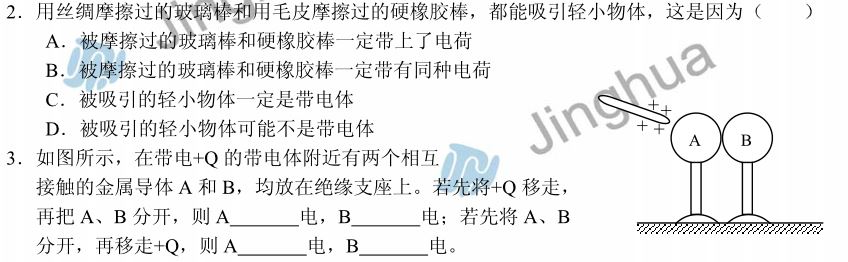 2. 用丝绸摩擦过的玻璃棒和用毛皮摩擦过的硬橡胶棒，都能吸引轻小物体，这是因为（ ）
A．被摩擦过的玻璃棒和硬橡胶棒一定带上了电荷
B．被摩擦过的玻璃棒和硬橡胶棒一定带有同种电荷
C．被吸引的轻小物体一定是带电体
D．被吸引的轻小物体可能不是带电体
3．如图所示，在带电+Q 的带电体附近有两个相互
接触的金属导体 A 和 B，均放在绝缘支座上。若先将+Q 移走，
再把 A、B 分开，则 A______电，B______电；若先将 A、B
分开，再移走+Q，则 A______电，B______电。
++
++
A B
Jinghua
Jinghua